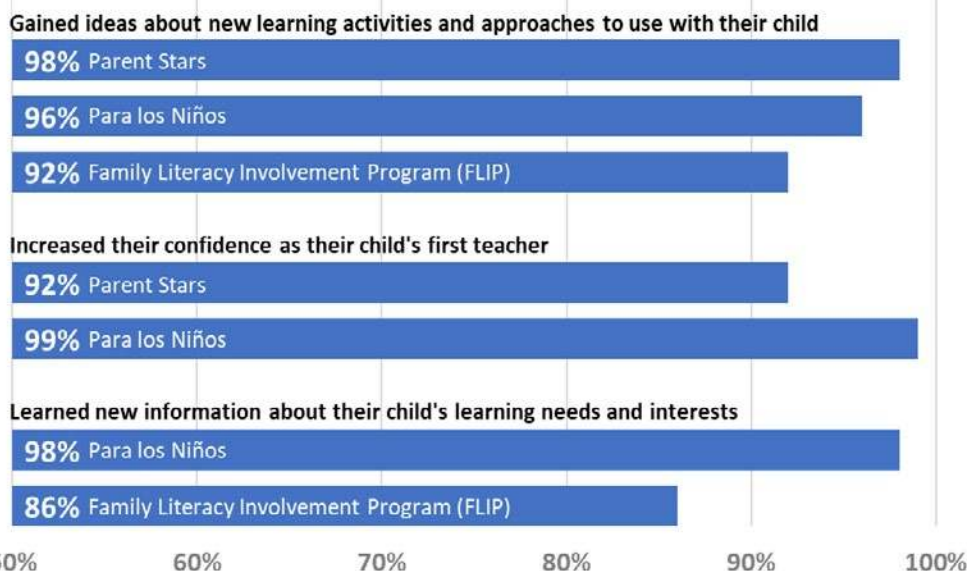 Gained ideas about new learning activities and approaches to use with their child
98% Parent Stars
96% Para los Niños
92% Family Literacy Involvement Program (FLIP)
Increased their confidence as their child's first teacher
92% Parent Stars
99% Para los Niños
Learned new information about their child's learning needs and interests
98% Para los Niños
86% Family Literacy Involvement Program (FLIP)
50% 60% 70% 80% 90% 100%